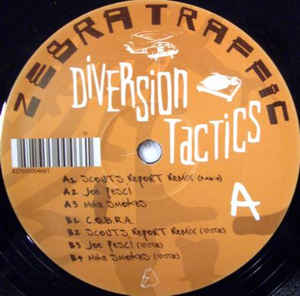 ZEBRA TRAFFIC
DIVERSION
TACTICS
A1 SCOUTS REPORT REMIX
A2 JOE PESCI
A3 MIKE SMOKES
B1 C.O.B.R.A.
B2 SCOUTS REPORT REMIX
B3 JOE PESCI
B4 MIKE SMOKES
A